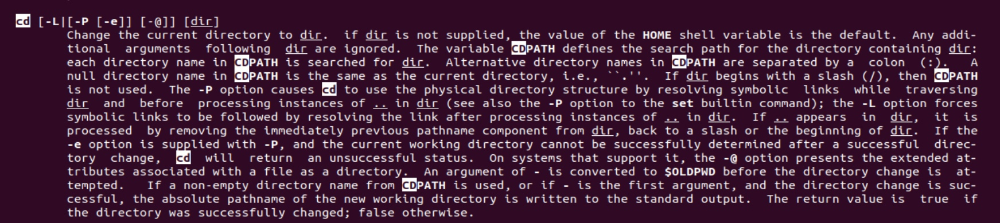 cd [-L|[-P [-e]] [-@]] [dir]
Change the current directory to dir.  if dir is not supplied, the value of the HOME shell variable is the default.  Any addi-
tional  arguments  following  dir are ignored.  The variable CDPATH defines the search path for the directory containing dir:
each directory name in CDPATH is searched for dir.  Alternative directory names in CDPATH are separated by a  colon  (:).   A
null directory name in CDPATH is the same as the current directory, i.e., ``.''.  If dir begins with a slash (/), then CDPATH
is not used.  The -P option causes cd to use the physical directory structure by resolving symbolic  links  while  traversing
dir  and  before  processing instances of .. in dir (see also the -P option to the set builtin command); the -L option forces
symbolic links to be followed by resolving the link after processing instances of .. in dir.  If .. appears  in  dir,  it  is
processed  by removing the immediately previous pathname component from dir, back to a slash or the beginning of dir.  If the
-e option is supplied with -P, and the current working directory cannot be successfully determined after a successful  direc-
tory  change,  cd  will  return  an unsuccessful status.  On systems that support it, the -@ option presents the extended at-
tributes associated with a file as a directory.  An argument of - is converted to $OLDPWD before the directory change is  at-
tempted.   If a non-empty directory name from CDPATH is used, or if - is the first argument, and the directory change is suc-
cessful, the absolute pathname of the new working directory is written to the standard output.  The return value is  true  if
the directory was successfully changed; false otherwise.